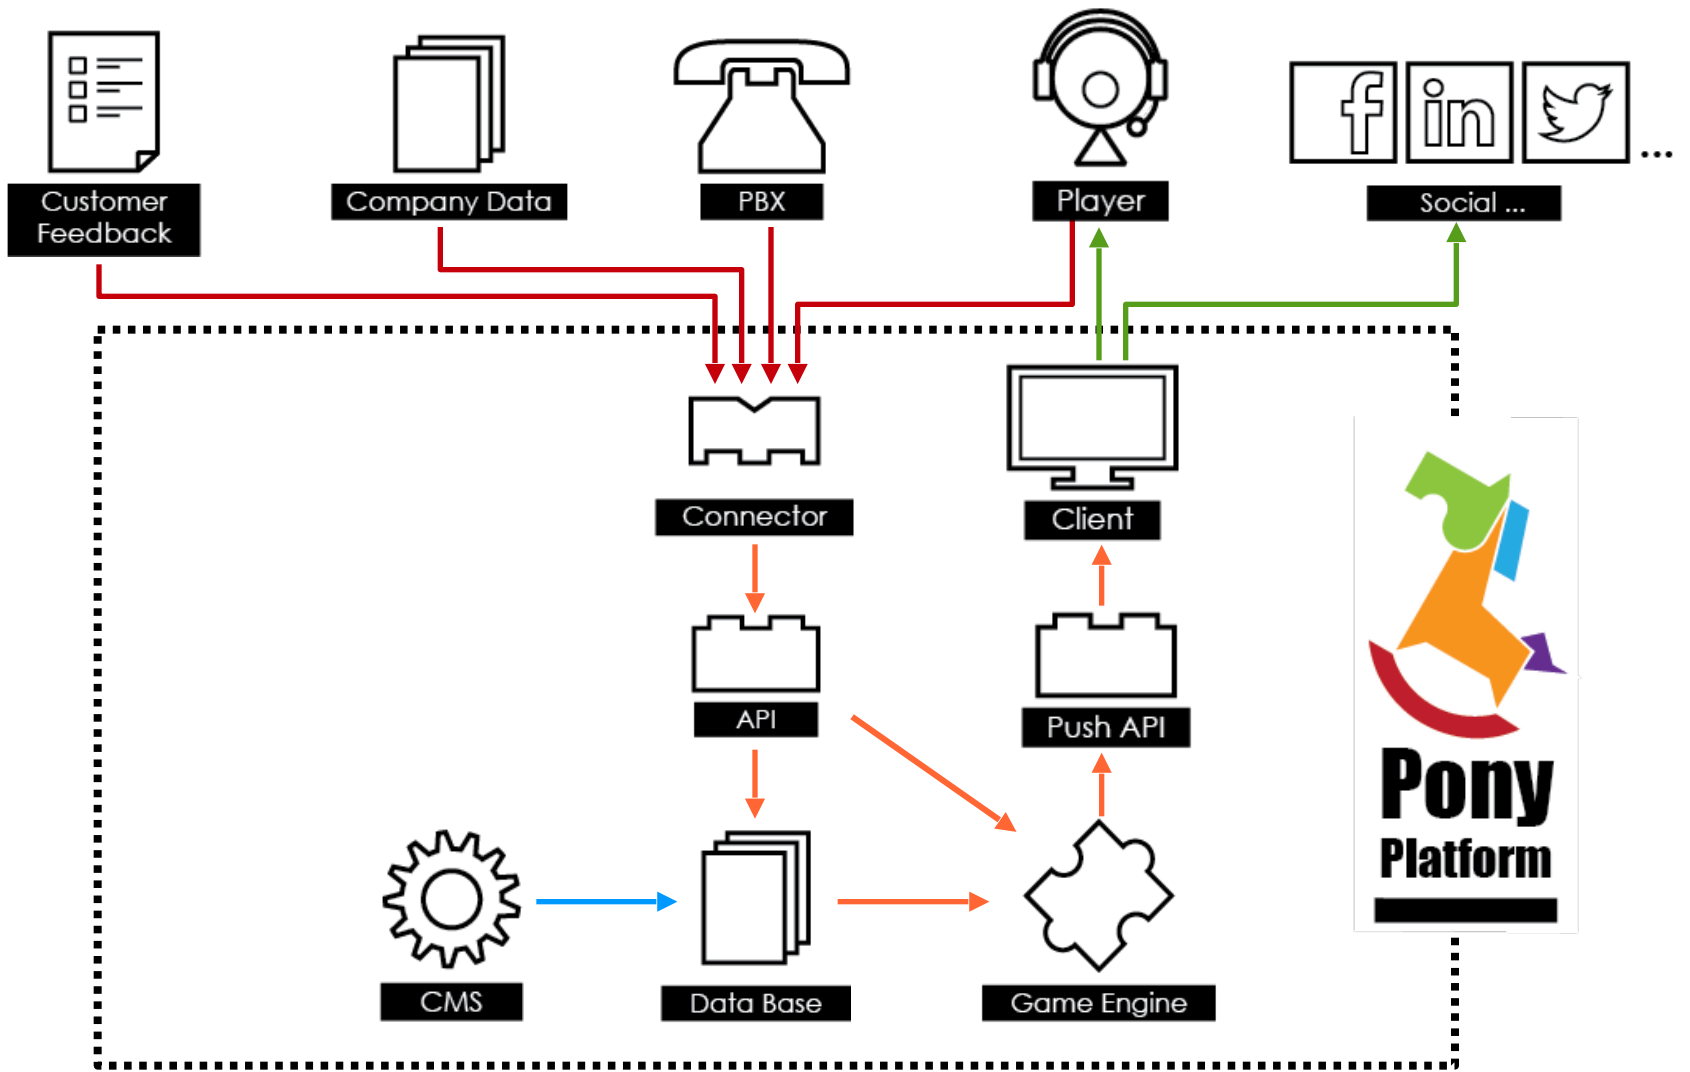 Customer
Feedback
Company Data
PBX
Player
f
in
...
Social ...
Connector
Client
API
Push API
Pony
Platform
CMS
Data Base
Game Engine